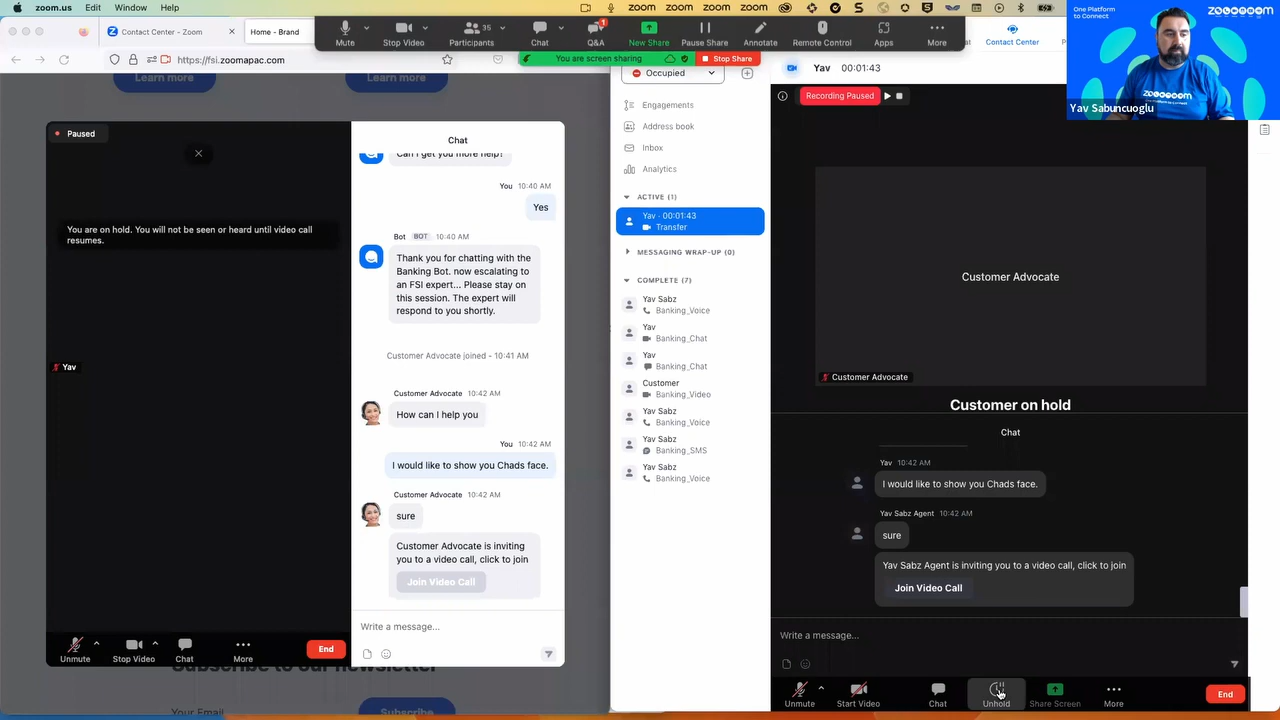 zoom.us Edit Window Help
Contact Center - Zoom
Home - Brand
https://fsi.zoomapac.com
Learn more
Learn more
Mute
Stop Video
35
Participants
Chat
1
Q&A
New Share
Pause Share
Annotate
Remote Control
Apps
More
You are screen sharing
Stop Share
Contact Center
One Platform
to Connect
zoooooom
zoooooom
Yav Sabuncuoglu
Paused
You are on hold. You will not be seen or heard until video call
resumes.
Yav
Unmute
Stop Video
Chat
More
End
Chat
Can I get you more help?
You 10:40 AM
Yes
Bot BOT 10:40 AM
Thank you for chatting with the
Banking Bot. now escalating to
an FSI expert... Please stay on
this session. The expert will
respond to you shortly.
Customer Advocate joined - 10:41 AM
Customer Advocate 10:42 AM
How can I help you
You 10:42 AM
I would like to show you Chads face.
Customer Advocate 10:42 AM
sure
Customer Advocate is inviting
you to a video call, click to join
Join Video Call
Write a message...
Subscribe to our newsletter
Your Email
Subscribe
Occupied
Engagements
Address book
Inbox
Analytics
ACTIVE (1)
Yav - 00:01:43
Transfer
MESSAGING WRAP-UP (0)
COMPLETE (7)
Yav Sabz
Banking_Voice
Yav
Banking_Chat
Yav
Banking_Chat
Customer
Banking_Video
Yav Sabz
Banking_Voice
Yav Sabz
Banking_SMS
Yav Sabz
Banking_Voice
Yav 00:01:43
Recording Paused
Customer Advocate
Customer Advocate
Customer on hold
Chat
Yav 10:42 AM
I would like to show you Chads face.
Yav Sabz Agent 10:42 AM
sure
Yav Sabz Agent is inviting you to a video call, click to join
Join Video Call
Write a message...
Unmute
Start Video
Chat
Unhold
Share Screen
More
End